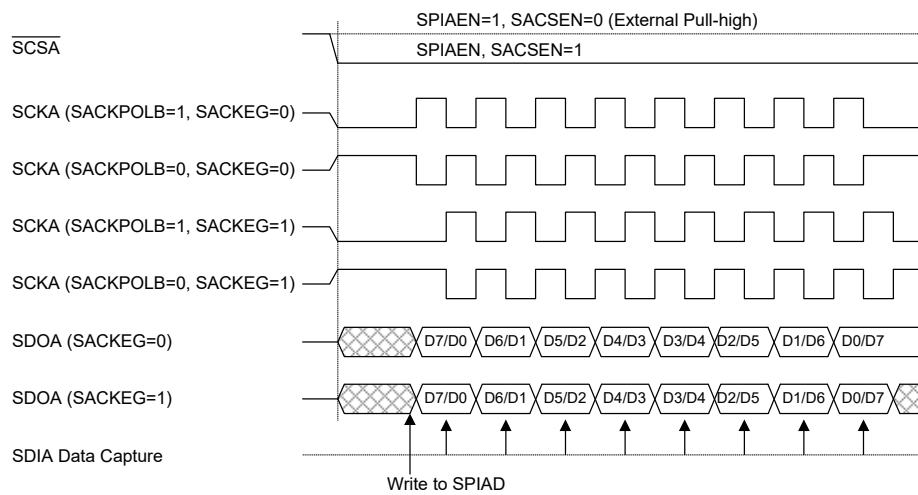 SPIAEN=1, SACSEN=0 (External Pull-high)
SCSA
SPIAEN, SACSEN=1
SCKA (SACKPOLB=1, SACKEG=0)
SCKA (SACKPOLB=0, SACKEG=0)
SCKA (SACKPOLB=1, SACKEG=1)
SCKA (SACKPOLB=0, SACKEG=1)
SDOA (SACKEG=0) D7/D0 D6/D1 D5/D2 D4/D3 D3/D4 D2/D5 D1/D6 D0/D7
SDOA (SACKEG=1) D7/D0 D6/D1 D5/D2 D4/D3 D3/D4 D2/D5 D1/D6 D0/D7
SDIA Data Capture
Write to SPIAD